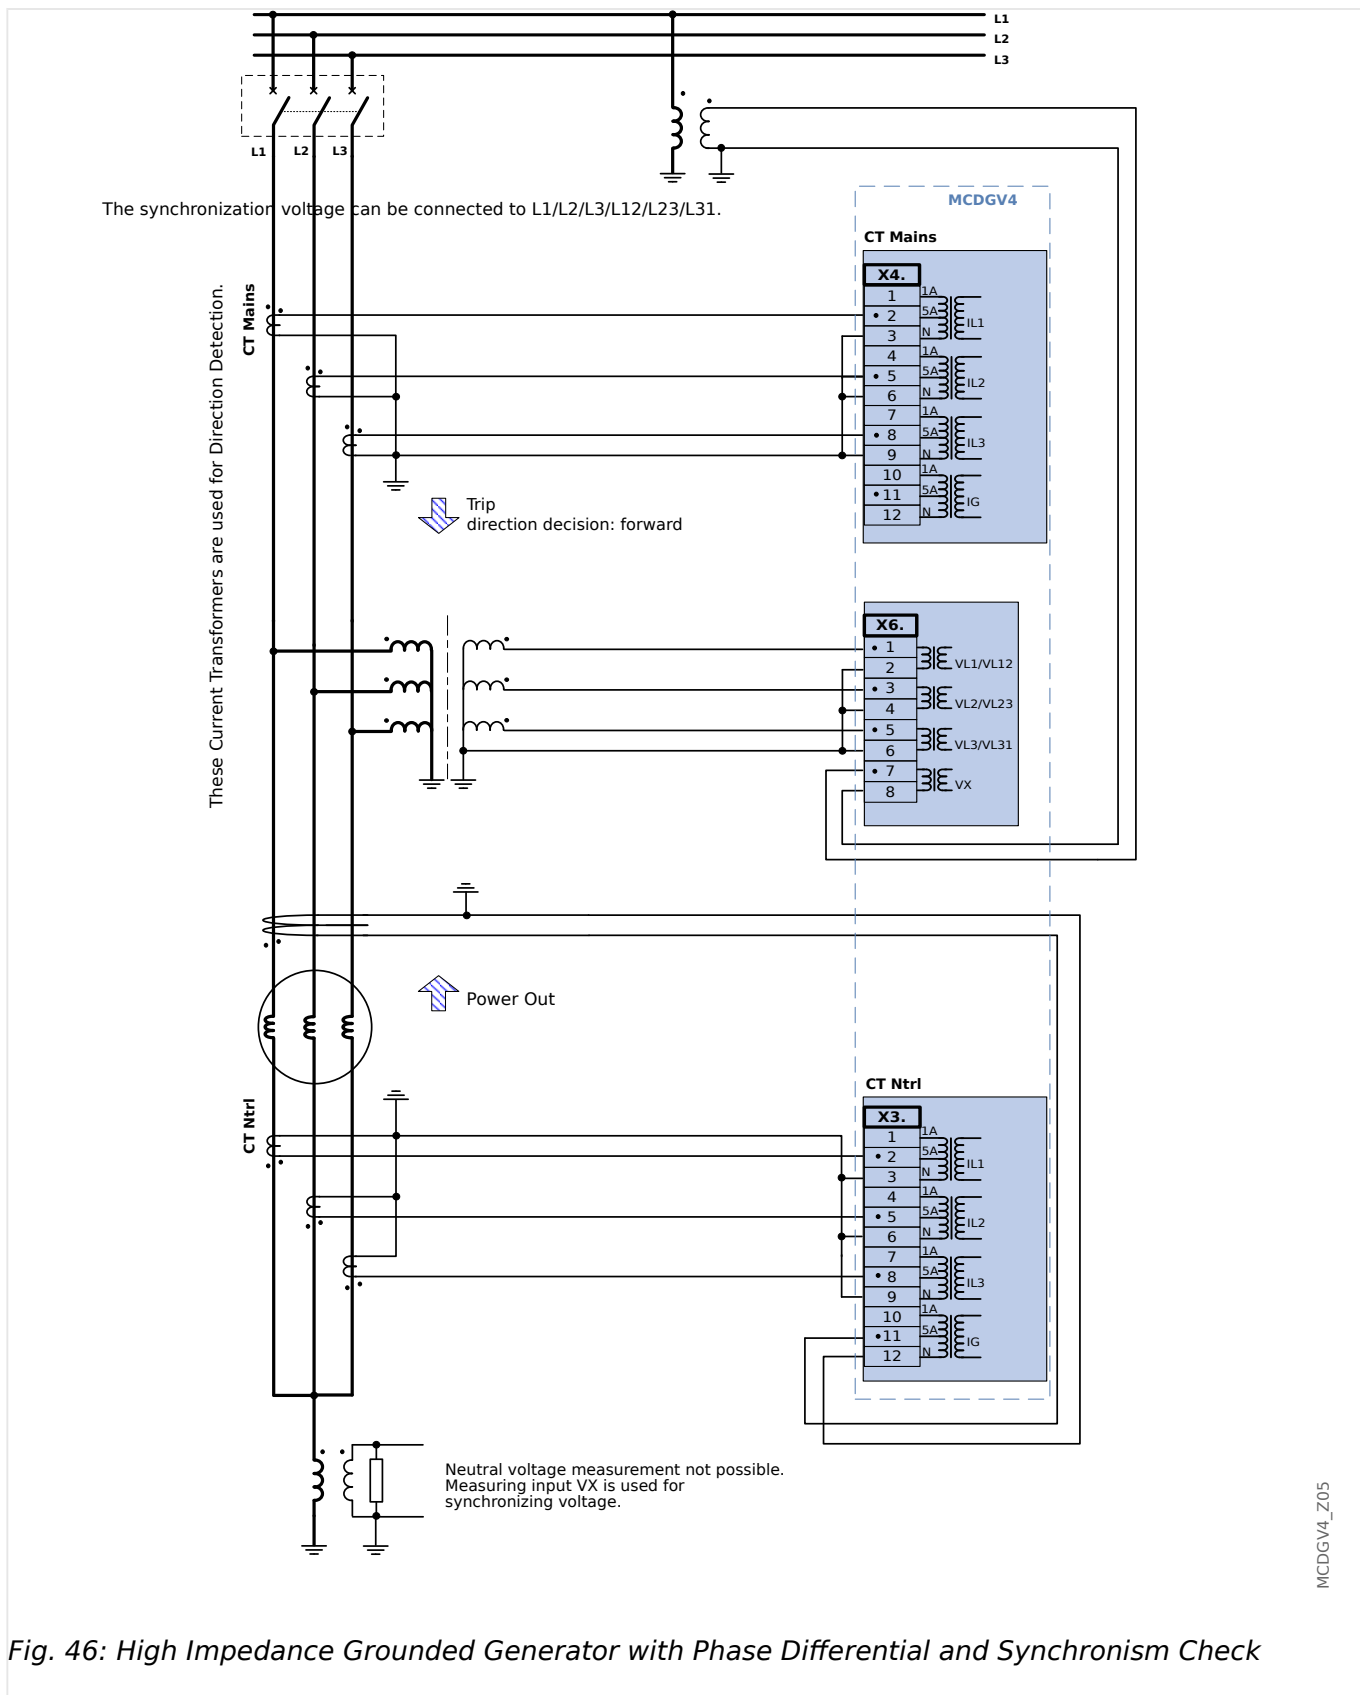 L1
L2
L3
L1
L2
L3
The synchronization voltage can be connected to L1/L2/L3/L12/L23/L31.
MCDGV4
CT Mains
X4.
1 1A
2 5A IL1
3 N
4 1A
5 5A IL2
6 N
7 1A
8 5A IL3
9 N
10 1A
11 5A IG
12 N
CT Mains
These Current Transformers are used for Direction Detection.
Trip
direction decision: forward
X6.
1
2 VL1/VL12
3
4 VL2/VL23
5
6 VL3/VL31
7
8 VX
Power Out
CT Ntrl
CT Ntrl
X3.
1 1A
2 5A IL1
3 N
4 1A
5 5A IL2
6 N
7 1A
8 5A IL3
9 N
10 1A
11 5A IG
12 N
Neutral voltage measurement not possible.
Measuring input VX is used for
synchronizing voltage.
MCDGV4_Z05
Fig. 46: High Impedance Grounded Generator with Phase Differential and Synchronism Check